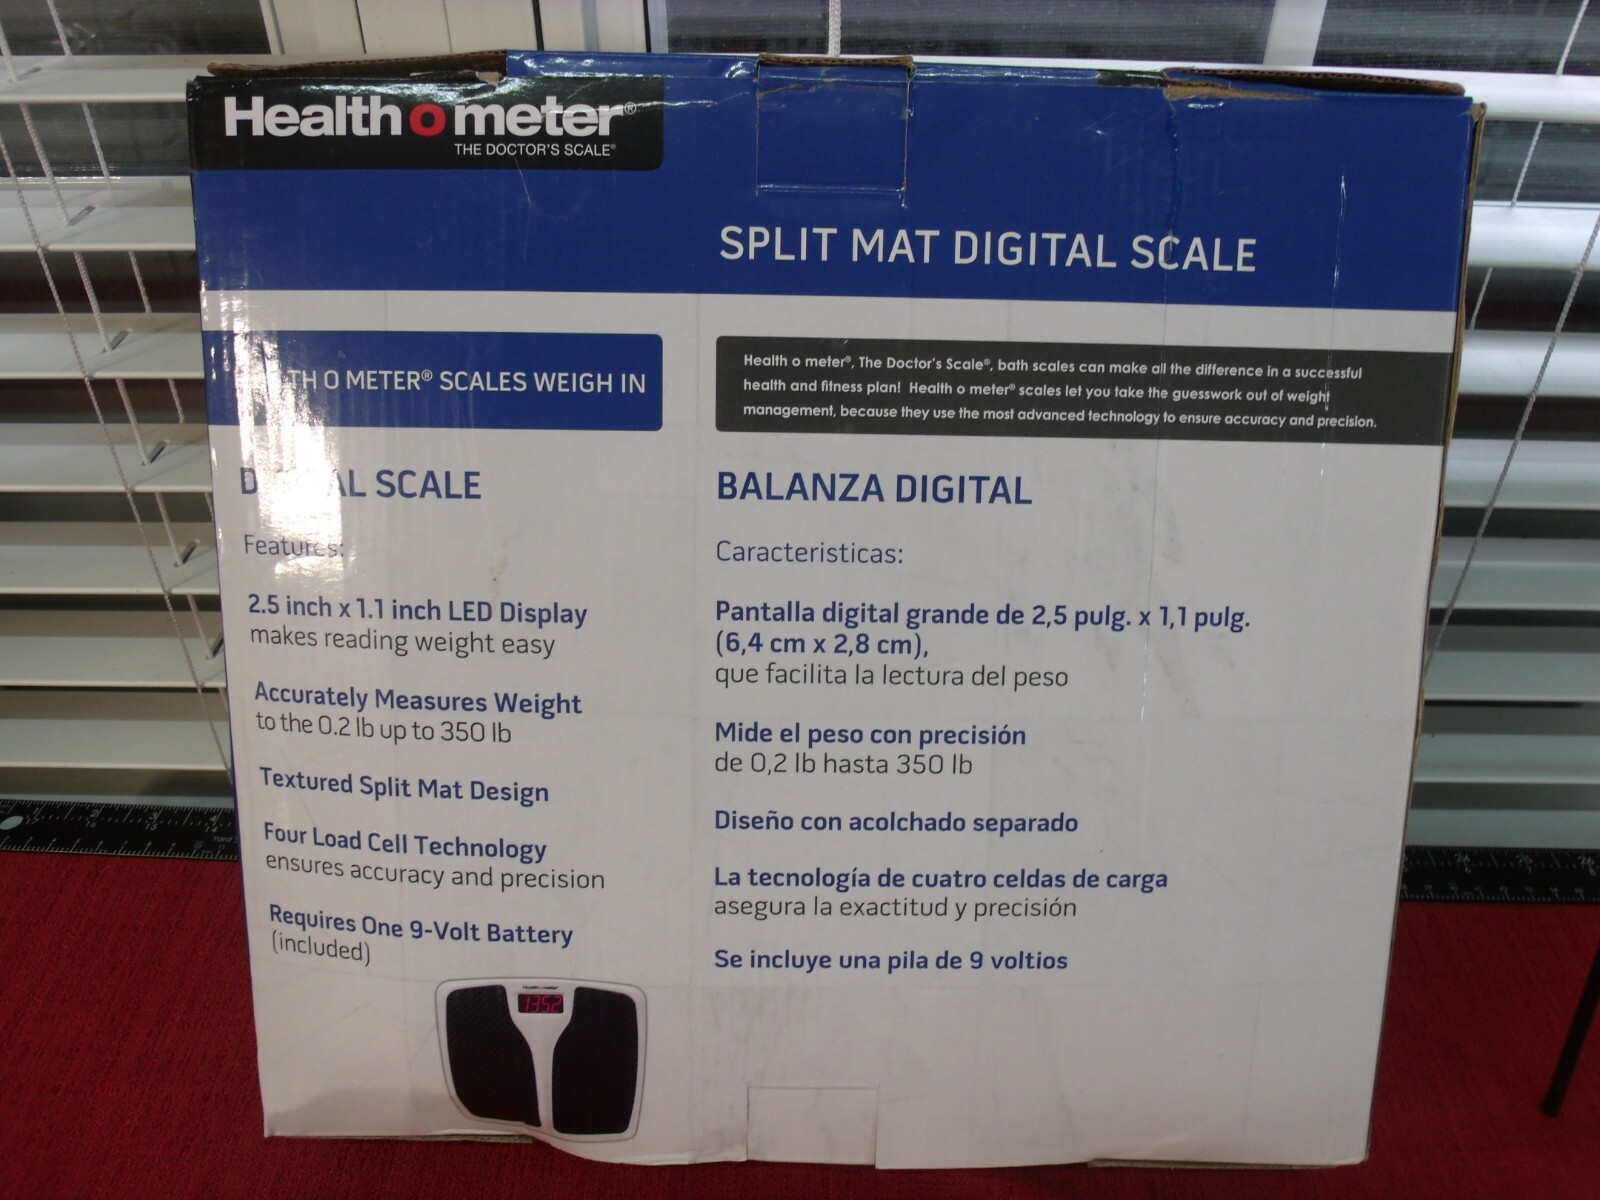 Health o meter®
THE DOCTOR'S SCALE®
SPLIT MAT DIGITAL SCALE
TH O METER® SCALES WEIGH IN
Health o meter®, The Doctor's Scale®, bath scales can make all the difference in a successful
health and fitness plan! Health o meter® scales let you take the guesswork out of weight
management, because they use the most advanced technology to ensure accuracy and precision.
DIGITAL SCALE
Features:
2.5 inch x 1.1 inch LED Display
makes reading weight easy
Accurately Measures Weight
to the 0.2 lb up to 350 lb
Textured Split Mat Design
Four Load Cell Technology
ensures accuracy and precision
Requires One 9-Volt Battery
(included)
Health o meter
135.2
BALANZA DIGITAL
Caracteristicas:
Pantalla digital grande de 2,5 pulg. x 1,1 pulg.
(6,4 cm x 2,8 cm),
que facilita la lectura del peso
Mide el peso con precisión
de 0,2 lb hasta 350 lb
Diseño con acolchado separado
La tecnología de cuatro celdas de carga
asegura la exactitud y precisión
Se incluye una pila de 9 voltios